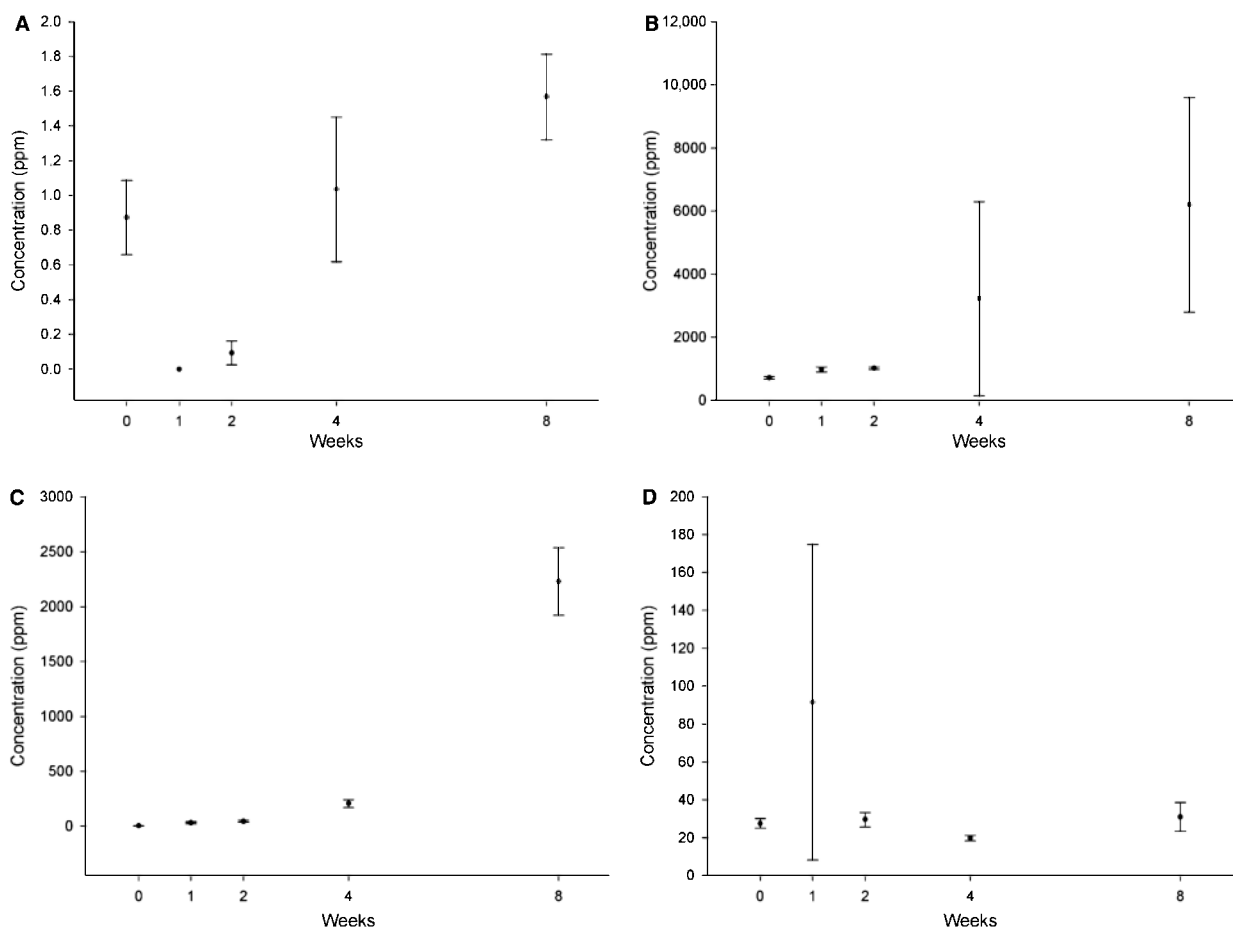 A
Concentration (ppm)
2.0
1.8
1.6
1.4
1.2
1.0
0.8
0.6
0.4
0.2
0.0
0 1 2 4 8
Weeks
B
Concentration (ppm)
12,000
10,000
8000
6000
4000
2000
0
0 1 2 4 8
Weeks
C
Concentration (ppm)
3000
2500
2000
1500
1000
500
0
0 1 2 4 8
Weeks
D
Concentration (ppm)
200
180
160
140
120
100
80
60
40
20
0
0 1 2 4 8
Weeks